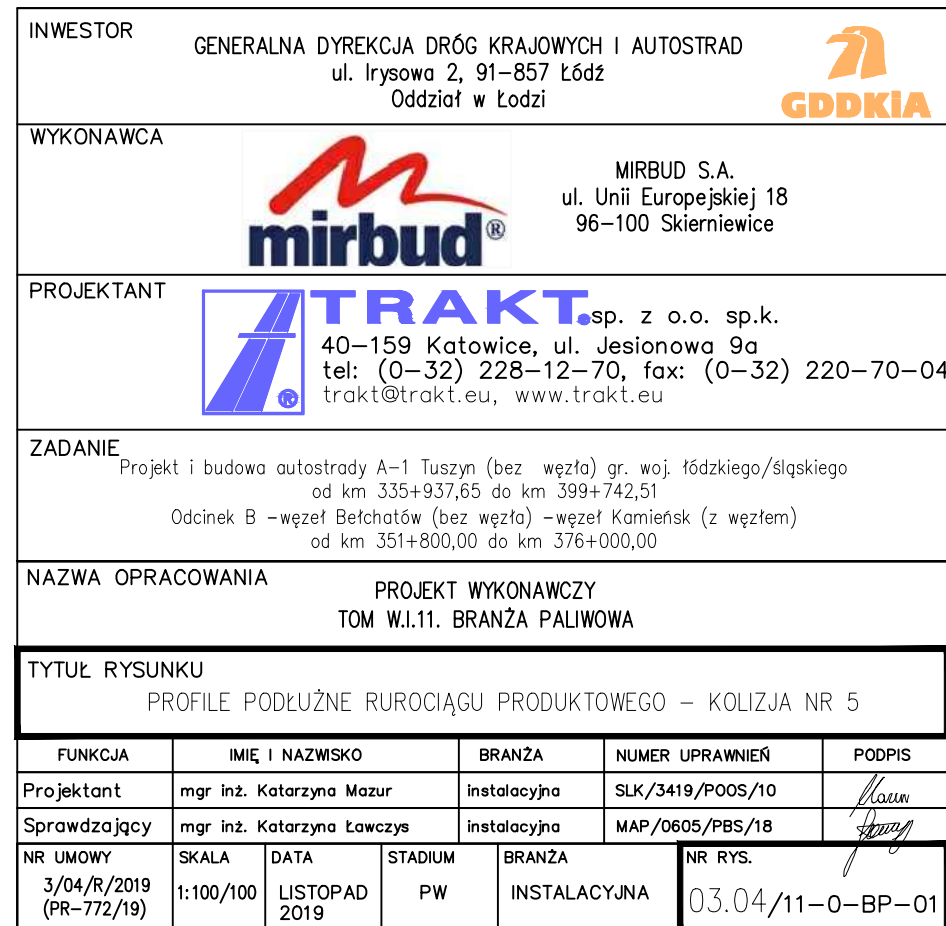 INWESTOR
GENERALNA DYREKCJA DRÓG KRAJOWYCH I AUTOSTRAD
ul. Irysowa 2, 91-857 Łódź
Oddział w Łodzi
GDDKiA
WYKONAWCA
mirbud®
MIRBUD S.A.
ul. Unii Europejskiej 18
96-100 Skierniewice
PROJEKTANT
®
TRAKT.sp. z o.o. sp.k.
40-159 Katowice, ul. Jesionowa 9a
tel: (0-32) 228-12-70, fax: (0-32) 220-70-04
trakt@trakt.eu, www.trakt.eu
ZADANIE
Projekt i budowa autostrady A-1 Tuszyn (bez węzła) gr. woj. łódzkiego/śląskiego
od km 335+937,65 do km 399+742,51
Odcinek B -węzeł Bełchatów (bez węzła) -węzeł Kamieńsk (z węzłem)
od km 351+800,00 do km 376+000,00
NAZWA OPRACOWANIA
PROJEKT WYKONAWCZY
TOM W.I.11. BRANŻA PALIWOWA
TYTUŁ RYSUNKU
PROFILE PODŁUŻNE RUROCIĄGU PRODUKTOWEGO - KOLIZJA NR 5
FUNKCJA IMIĘ I NAZWISKO BRANŻA NUMER UPRAWNIEŃ PODPIS
Projektant mgr inż. Katarzyna Mazur instalacyjna SLK/3419/POOS/10
Sprawdzający mgr inż. Katarzyna Ławczys instalacyjna MAP/0605/PBS/18
NR UMOWY SKALA DATA STADIUM BRANŻA NR RYS.
3/04/R/2019 1:100/100 LISTOPAD PW INSTALACYJNA 03.04/11-0-BP-01
(PR-772/19) 2019